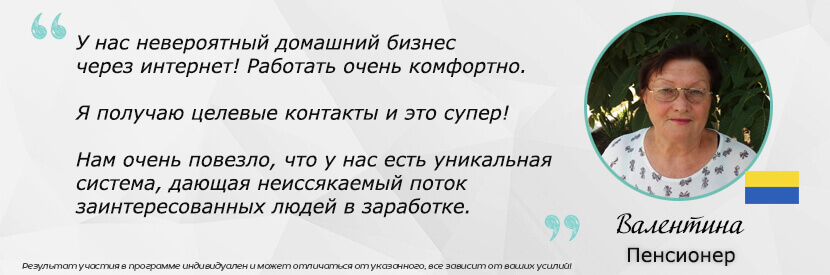 У нас невероятный домашний бизнес
через интернет! Работать очень комфортно.
Я получаю целевые контакты и это супер!
Нам очень повезло, что у нас есть уникальная
система, дающая неиссякаемый поток
заинтересованных людей в заработке.
Валентина
Пенсионер
Результат участия в программе индивидуален и может отличаться от указанного, все зависит от ваших усилий!